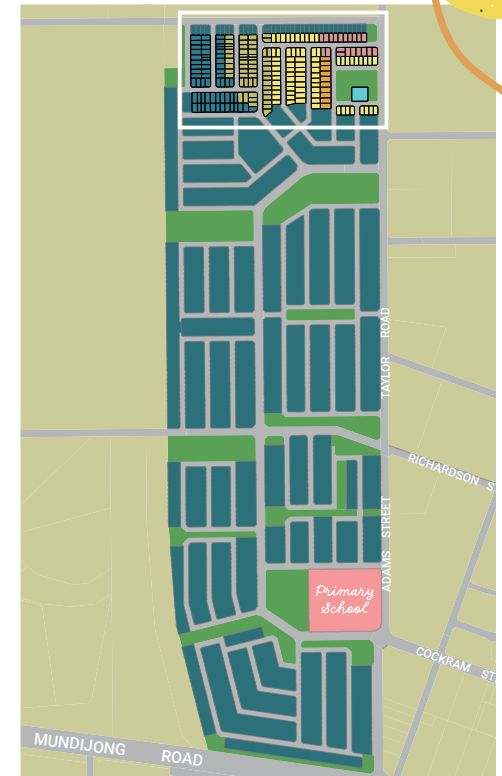 TAYLOR ROAD
RICHARDSON S
ADAMS STREET
Primary
School
COCKRAM ST
MUNDIJONG ROAD